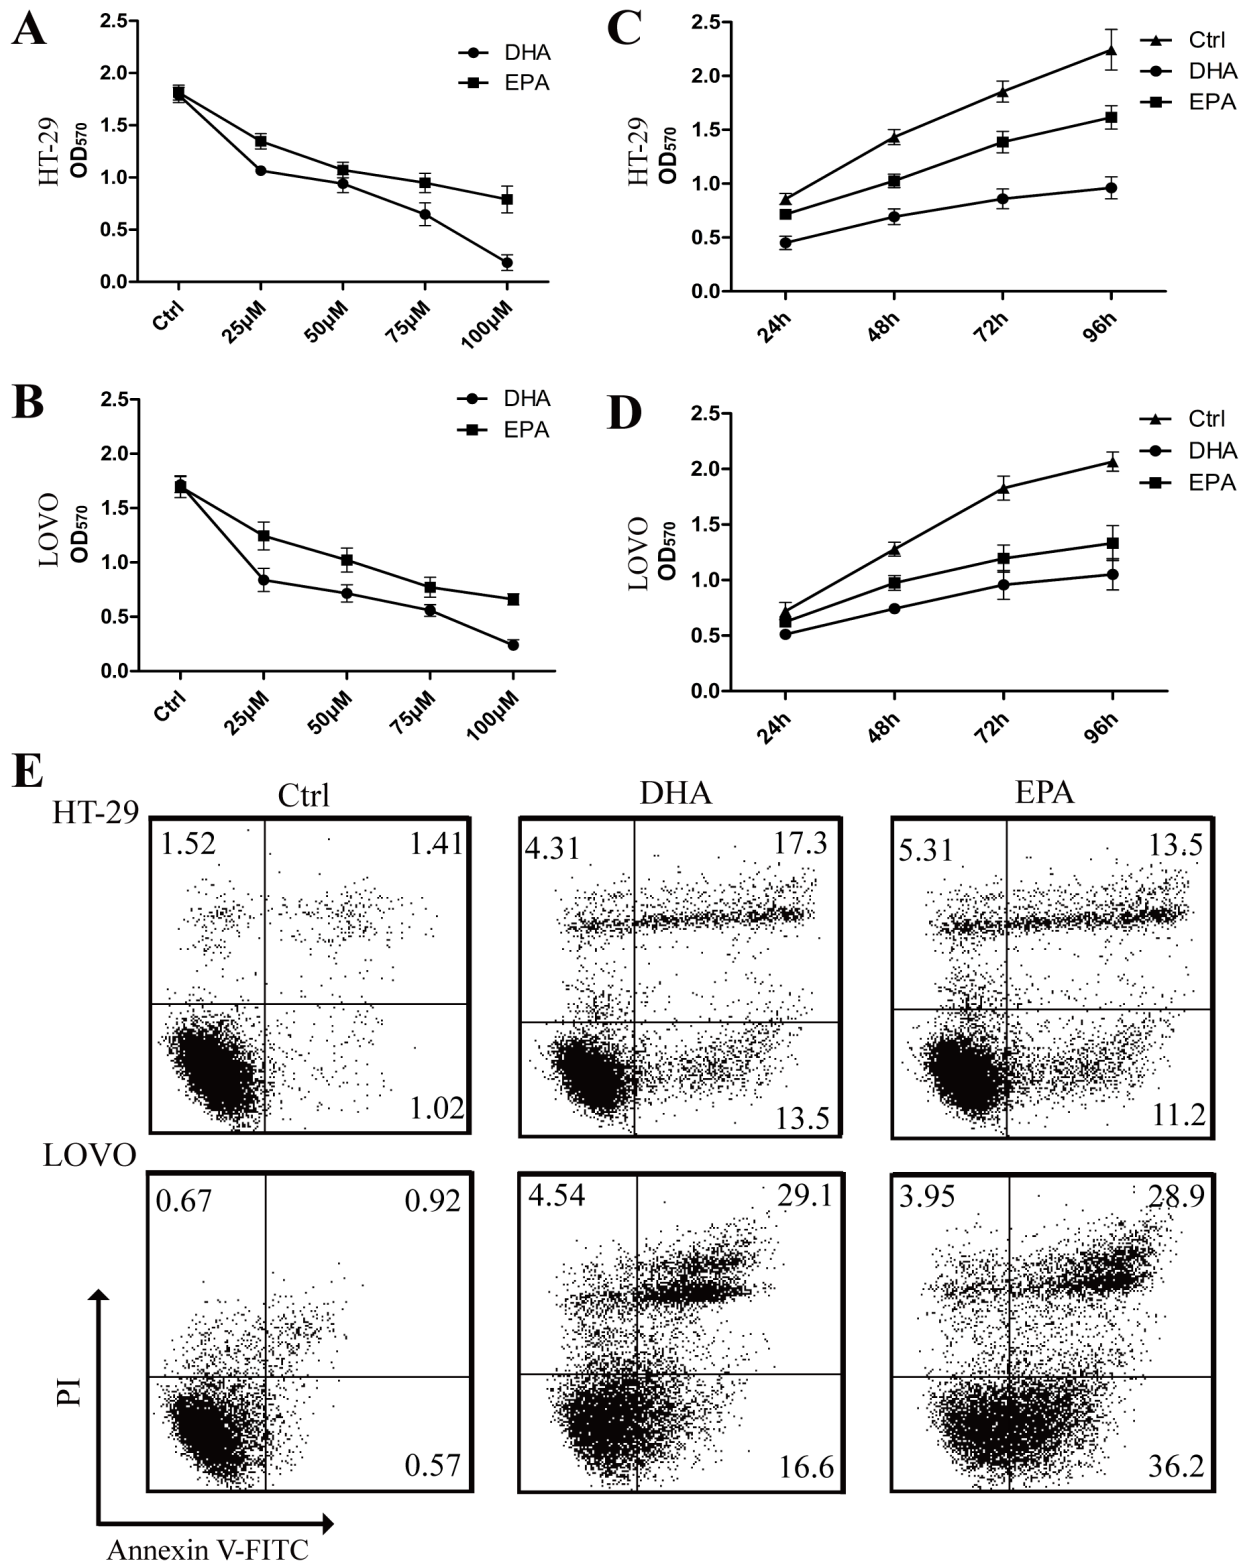 A
HT-29
OD570
2.5
2.0
1.5
1.0
0.5
0.0
Ctrl
25µM
50µM
75µM
100µM
DHA
EPA
C
HT-29
OD570
2.5
2.0
1.5
1.0
0.5
0.0
24h
48h
72h
96h
Ctrl
DHA
EPA
B
LOVO
OD570
2.5
2.0
1.5
1.0
0.5
0.0
Ctrl
25µM
50µM
75µM
100µM
DHA
EPA
D
LOVO
OD570
2.5
2.0
1.5
1.0
0.5
0.0
24h
48h
72h
96h
Ctrl
DHA
EPA
E
Ctrl
DHA
EPA
HT-29
1.52
1.41
1.02
4.31
17.3
13.5
5.31
13.5
11.2
LOVO
0.67
0.92
0.57
4.54
29.1
16.6
3.95
28.9
36.2
PI
Annexin V-FITC